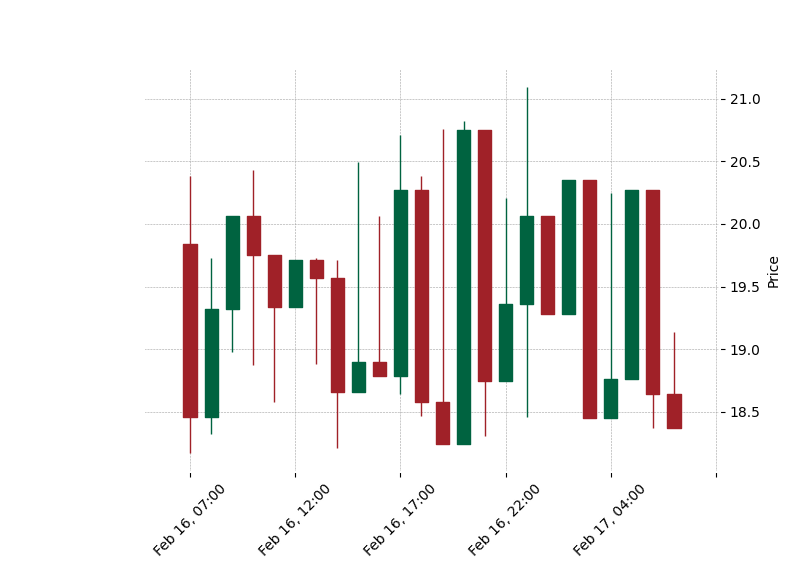 21.0
20.5
20.0
19.5
19.0
18.5
Price
Feb 16, 07:00
Feb 16, 12:00
Feb 16, 17:00
Feb 16, 22:00
Feb 17, 04:00